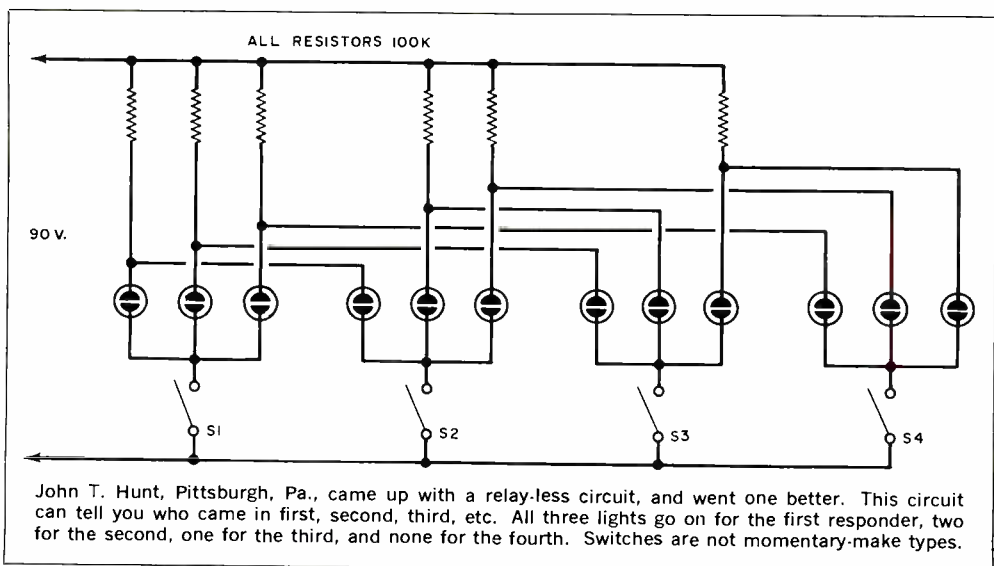 ALL RESISTORS 100K
90 V.
S1
S2
S3
S4
John T. Hunt, Pittsburgh, Pa., came up with a relay-less circuit, and went one better. This circuit
can tell you who came in first, second, third, etc. All three lights go on for the first responder, two
for the second, one for the third, and none for the fourth. Switches are not momentary-make types.